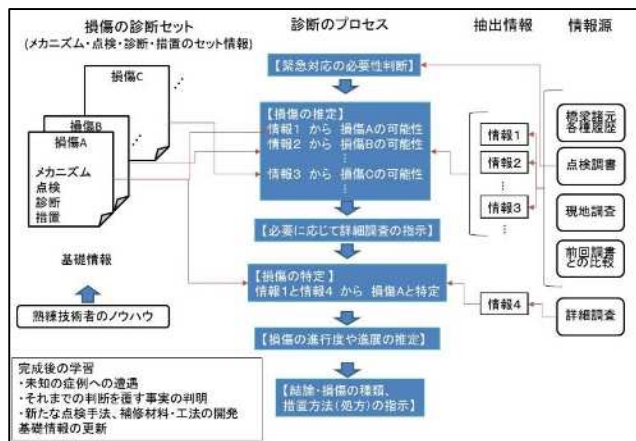 損傷の診断セット
(メカニズム・点検・診断・措置のセット情報)
損傷C
損傷B
損傷A
メカニズム
点検
診断
措置
基礎情報
熟練技術者のノウハウ
完成後の学習
・未知の症例への遭遇
・それまでの判断を覆す事実の判明
・新たな点検手法、補修材料・工法の開発
基礎情報の更新
診断のプロセス
【緊急対応の必要性判断】
【損傷の推定】
情報1 から 損傷Aの可能性
情報2 から 損傷Bの可能性
⋮
情報3 から 損傷Cの可能性
⋮
【必要に応じて詳細調査の指示】
【損傷の特定】
情報1と情報4 から 損傷Aと特定
【損傷の進行度や進展の推定】
【結論・損傷の種類、
措置方法(処方)の指示】
抽出情報
情報1
情報2
⋮
情報3
⋮
情報4
情報源
橋梁諸元
各種履歴
点検調書
現地調査
前回調書
との比較
詳細調査